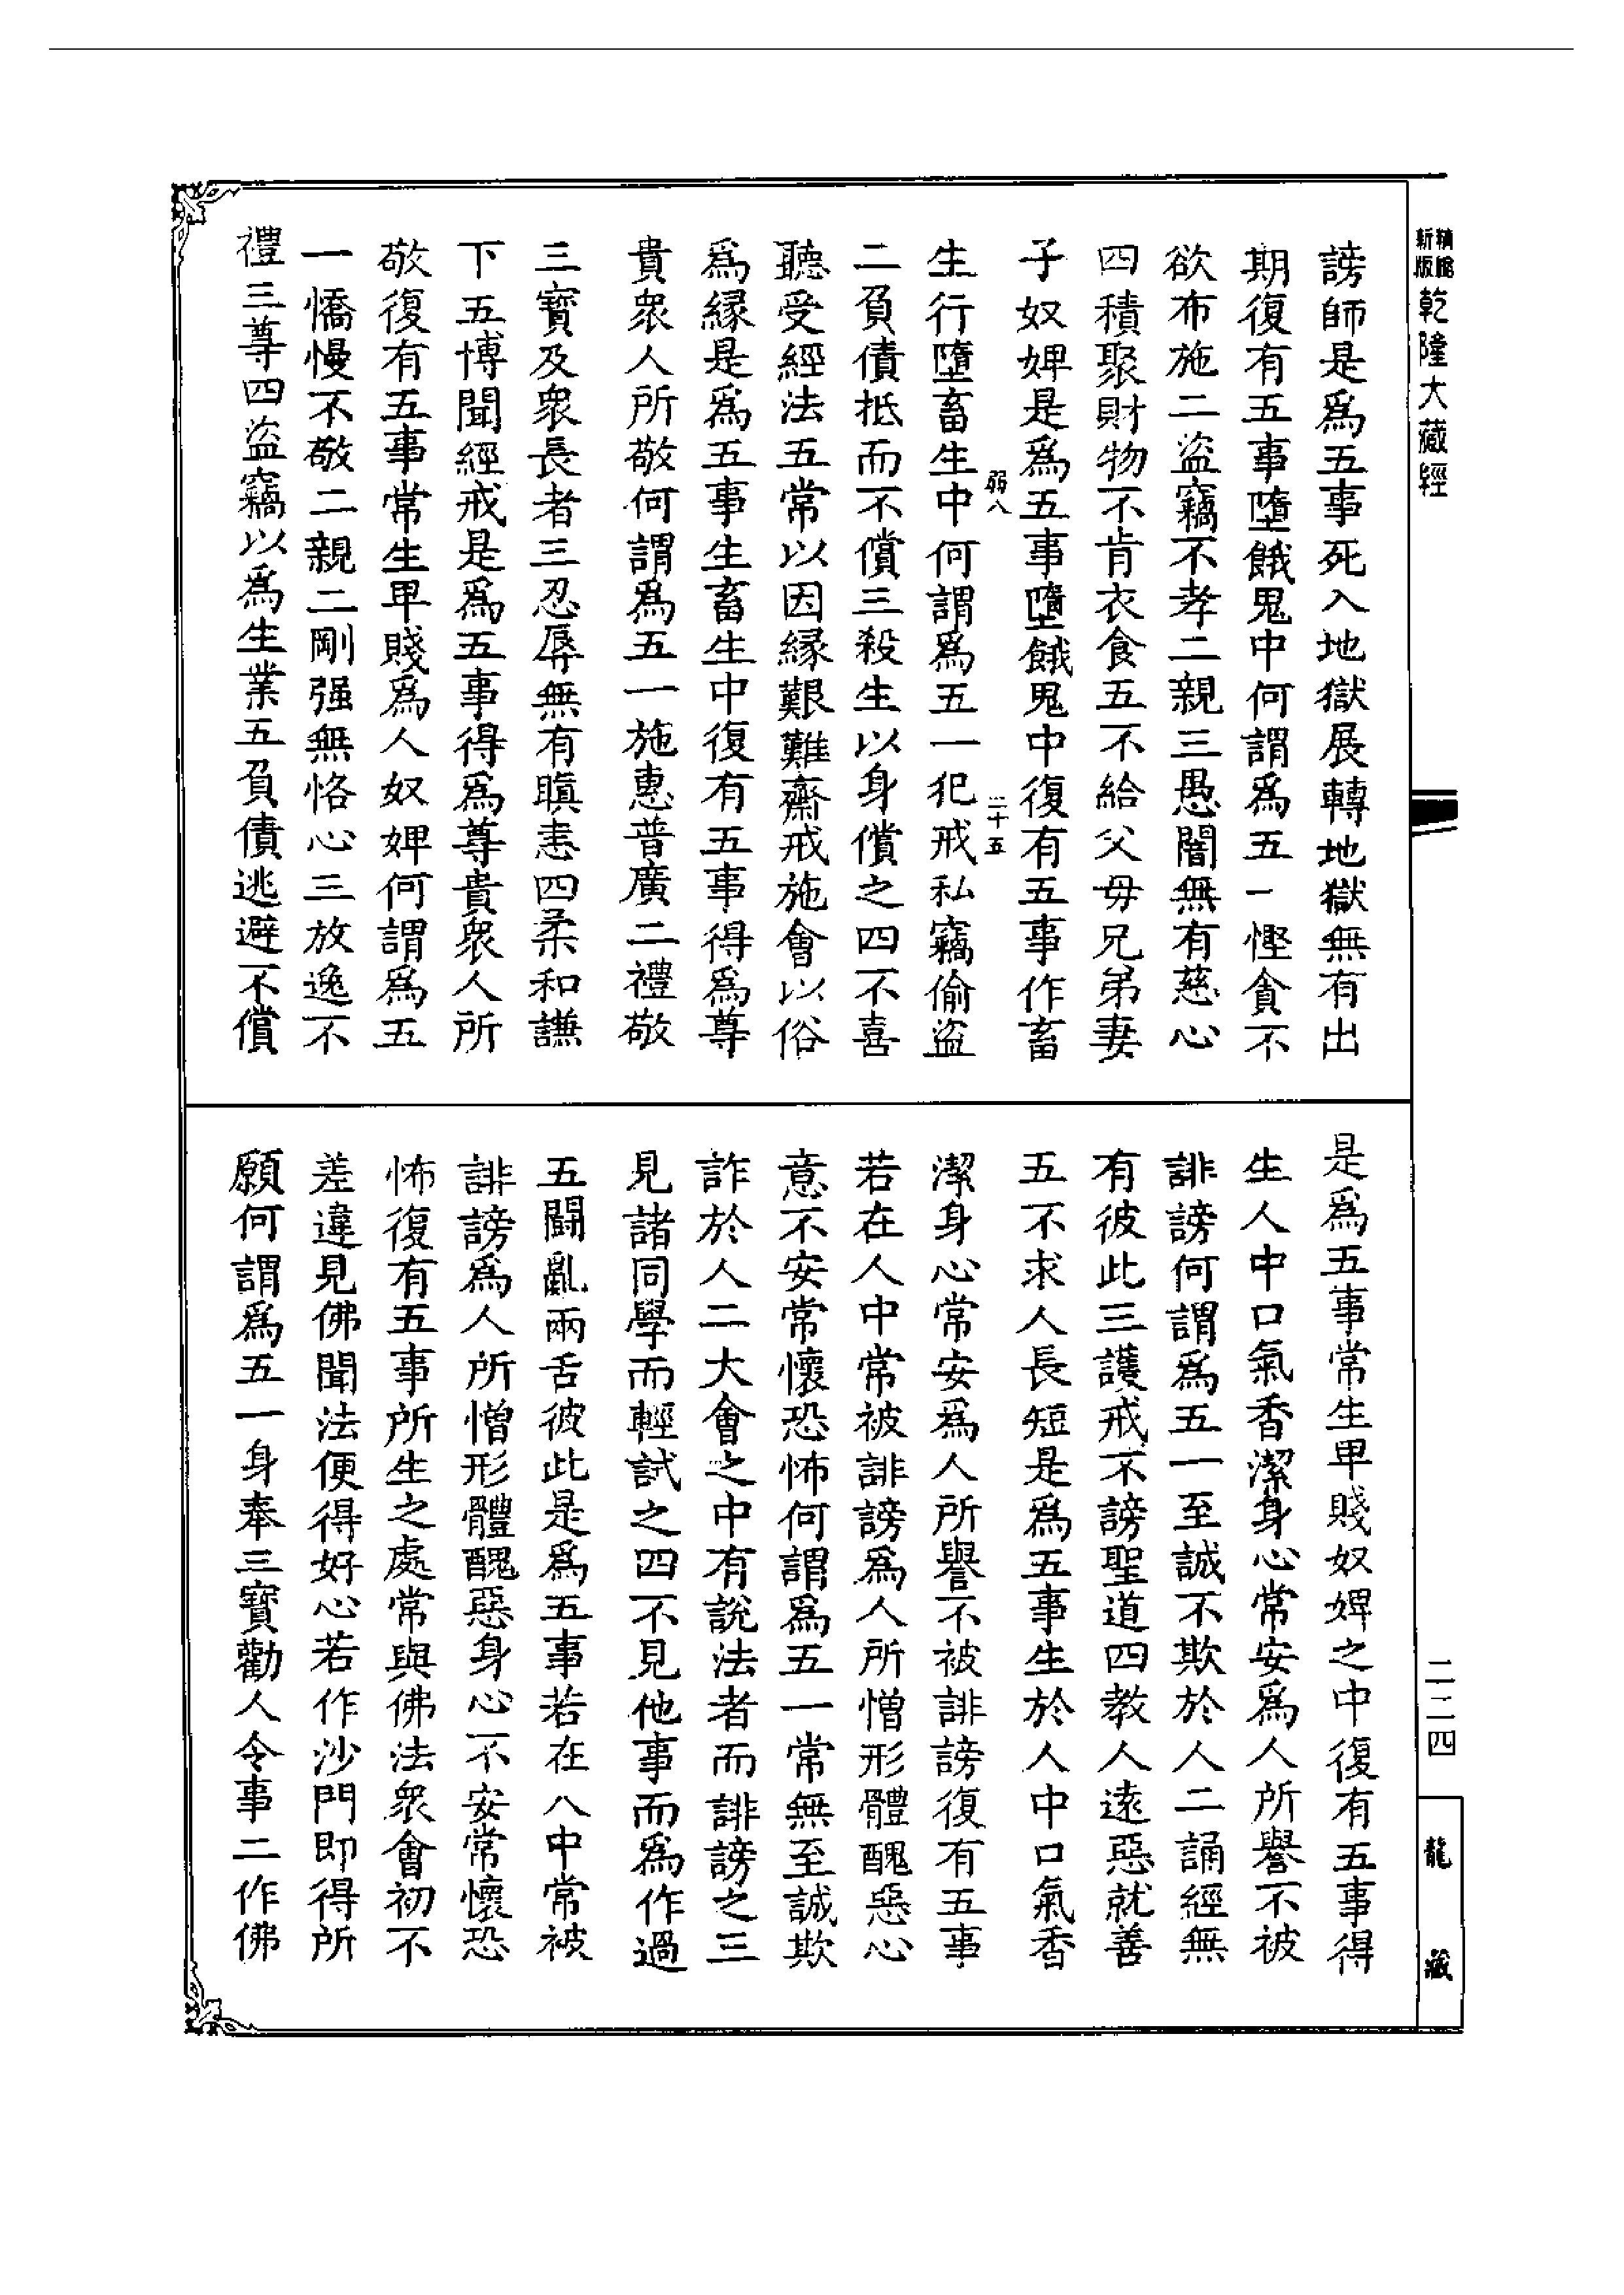 新版 精縮 乾隆大藏經
謗師是爲五事死入地獄展轉地獄無有出
期復有五事墮餓鬼中何謂爲五一慳貪不
欲布施二盜竊不孝二親三愚闇無有慈心
四積聚財物不肯衣食五不給父母兄弟妻
子奴婢是爲五事墮餓鬼中復有五事作畜
弱八 二十五
生行墮畜生中何謂爲五一犯戒私竊偷盜
二負債抵而不償三殺生以身償之四不喜
聽受經法五常以因緣艱難齋戒施會以俗
爲緣是爲五事生畜生中復有五事得爲尊
貴衆人所敬何謂爲五一施惠普廣二禮敬
三寶及衆長者三忍辱無有瞋恚四柔和謙
下五博聞經戒是爲五事得爲尊貴衆人所
敬復有五事常生卑賤爲人奴婢何謂爲五
一憍慢不敬二親二剛强無恪心三放逸不
禮三尊四盜竊以爲生業五負債逃避不償
是爲五事常生卑賤奴婢之中復有五事得
生人中口氣香潔身心常安爲人所譽不被
誹謗何謂爲五一至誠不欺於人二誦經無
有彼此三護戒不謗聖道四教人遠惡就善
五不求人長短是爲五事生於人中口氣香
潔身心常安爲人所譽不被誹謗復有五事
若在人中常被誹謗爲人所憎形體醜惡心
意不安常懷恐怖何謂爲五一常無至誠欺
詐於人二大會之中有說法者而誹謗之三
見諸同學而輕試之四不見他事而爲作過
五鬪亂兩舌彼此是爲五事若在人中常被
誹謗爲人所憎形體醜惡身心不安常懷恐
怖復有五事所生之處常與佛法衆會初不
差違見佛聞法便得好心若作沙門即得所
願何謂爲五一身奉三寶勸人令事二作佛
二二四
龍藏